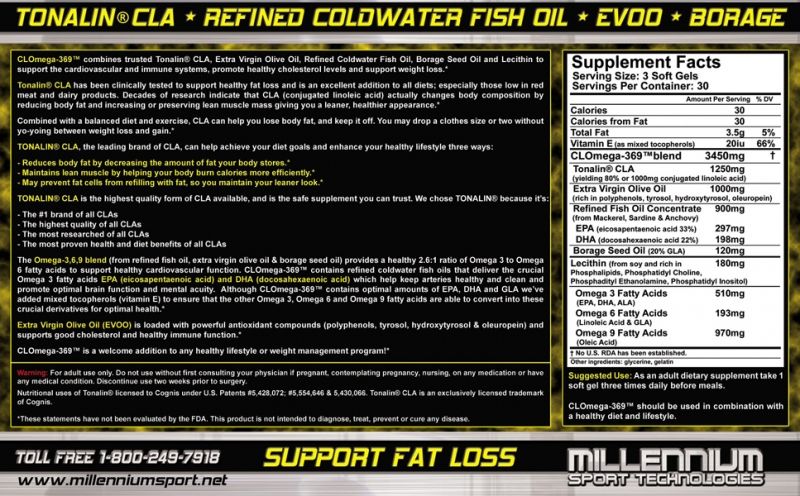 TONALIN® CLA * REFINED COLDWATER FISH OIL * EVOO * BORAGE
CLOmega-369™ combines trusted Tonalin® CLA, Extra Virgin Olive Oil, Refined Coldwater Fish Oil, Borage Seed Oil and Lecithin to
support the cardiovascular and immune systems, promote healthy cholesterol levels and support weight loss.*
Tonalin® CLA has been clinically tested to support healthy fat loss and is an excellent addition to all diets; especially those low in red
meat and dairy products. Decades of research indicate that CLA (conjugated linoleic acid) actually changes body composition by
reducing body fat and increasing or preserving lean muscle mass giving you a leaner, healthier appearance.*
Combined with a balanced diet and exercise, CLA can help you lose body fat, and keep it off. You may drop a clothes size or two without
yo-yoing between weight loss and gain.*
TONALIN® CLA, the leading brand of CLA, can help achieve your diet goals and enhance your healthy lifestyle three ways:
- Reduces body fat by decreasing the amount of fat your body stores.*
- Maintains lean muscle by helping your body burn calories more efficiently.*
- May prevent fat cells from refilling with fat, so you maintain your leaner look.*
TONALIN® CLA is the highest quality form of CLA available, and is the safe supplement you can trust. We chose TONALIN® because it's:
- The #1 brand of all CLAs
- The highest quality of all CLAs
- The most researched of all CLAs
- The most proven health and diet benefits of all CLAs
The Omega-3,6,9 blend (from refined fish oil, extra virgin olive oil & borage seed oil) provides a healthy 2.6:1 ratio of Omega 3 to Omega
6 fatty acids to support healthy cardiovascular function. CLOmega-369™ contains refined coldwater fish oils that deliver the crucial
Omega 3 fatty acids EPA (eicosapentaenoic acid) and DHA (docosahexaenoic acid) which help keep arteries healthy and clean and
promote optimal brain function and mental acuity. Although CLOmega-369™ contains optimal amounts of EPA, DHA and GLA we've
added mixed tocopherols (vitamin E) to ensure that the other Omega 3, Omega 6 and Omega 9 fatty acids are able to convert into these
crucial derivatives for optimal health.*
Extra Virgin Olive Oil (EVOO) is loaded with powerful antioxidant compounds (polyphenols, tyrosol, hydroxytyrosol & oleuropein) and
supports good cholesterol and healthy immune function.*
CLOmega-369™ is a welcome addition to any healthy lifestyle or weight management program!*
Warning: For adult use only. Do not use without first consulting your physician if pregnant, contemplating pregnancy, nursing, on any medication or have
any medical condition. Discontinue use two weeks prior to surgery.
Nutritional uses of Tonalin® licensed to Cognis under U.S. Patents #5,428,072; #5,554,646 & 5,430,066. Tonalin® CLA is an exclusively licensed trademark
of Cognis.
*These statements have not been evaluated by the FDA. This product is not intended to diagnose, treat, prevent or cure any disease.
Supplement Facts
Serving Size: 3 Soft Gels
Servings Per Container: 30
Amount Per Serving % DV
Calories 30
Calories from Fat 30
Total Fat 3.5g 5%
Vitamin E (as mixed tocopherols) 20iu 66%
CLOmega-369™blend 3450mg †
Tonalin® CLA 1250mg
(yielding 80% or 1000mg conjugated linoleic acid)
Extra Virgin Olive Oil 1000mg
(rich in polyphenols, tyrosol, hydroxytyrosol, oleuropein)
Refined Fish Oil Concentrate 900mg
(from Mackerel, Sardine & Anchovy)
EPA (eicosapentaenoic acid 33%) 297mg
DHA (docosahexaenoic acid 22%) 198mg
Borage Seed Oil (20% GLA) 120mg
Lecithin (from soy and rich in 180mg
Phosphalipids, Phosphatidyl Choline,
Phosphadityl Ethanolamine, Phosphatidyl Inositol)
Omega 3 Fatty Acids 510mg
(EPA, DHA, ALA)
Omega 6 Fatty Acids 193mg
(Linoleic Acid & GLA)
Omega 9 Fatty Acids 970mg
(Oleic Acid)
† No U.S. RDA has been established.
Other ingredients: glycerine, gelatin
Suggested Use: As an adult dietary supplement take 1
soft gel three times daily before meals.
CLOmega-369™ should be used in combination with
a healthy diet and lifestyle.
TOLL FREE 1-800-249-7918
www.millenniumsport.net
SUPPORT FAT LOSS
MILLENNIUM
SPORT TECHNOLOGIES